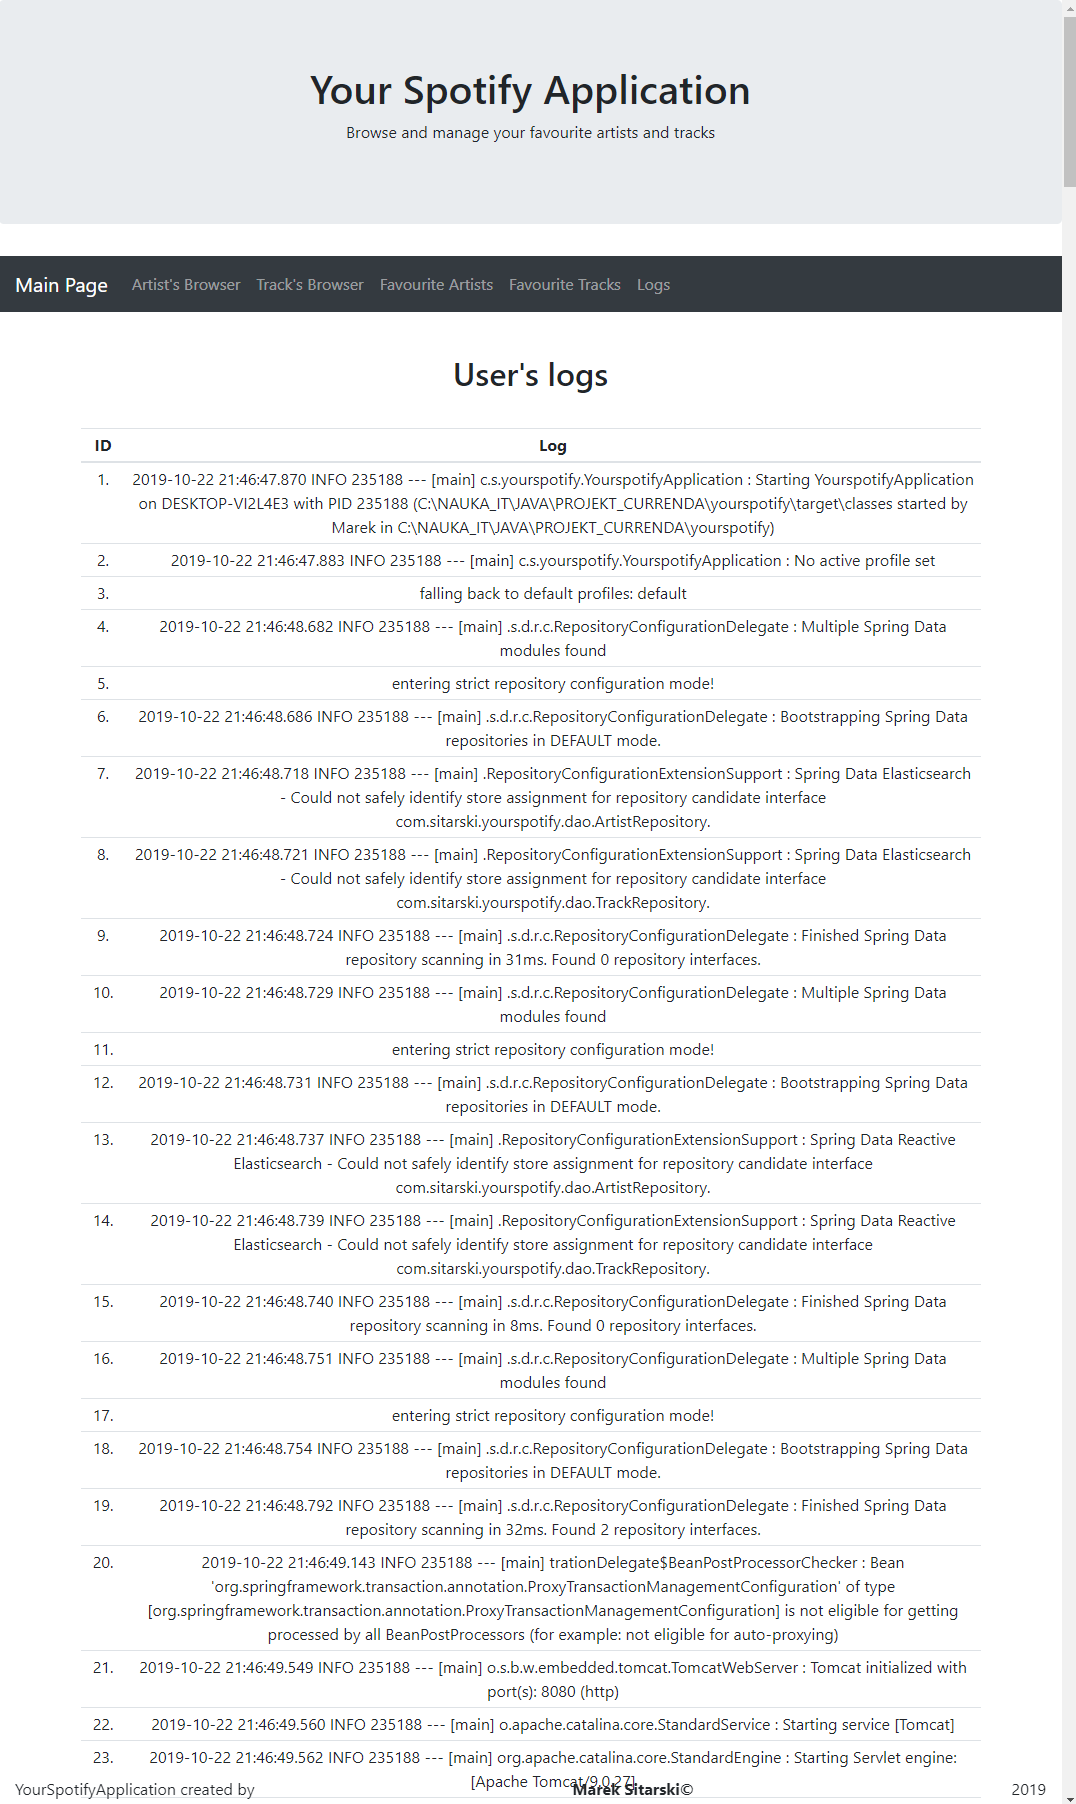 Your Spotify Application
Browse and manage your favourite artists and tracks
Main Page Artist's Browser Track's Browser Favourite Artists Favourite Tracks Logs
User's logs
ID Log
1. 2019-10-22 21:46:47.870 INFO 235188 --- [main] c.s.yourspotify.YourspotifyApplication : Starting YourspotifyApplication
on DESKTOP-VI2L4E3 with PID 235188 (C:\NAUKA_IT\JAVA\PROJEKT_CURRENDA\yourspotify\target\classes started by
Marek in C:\NAUKA_IT\JAVA\PROJEKT_CURRENDA\yourspotify)
2. 2019-10-22 21:46:47.883 INFO 235188 --- [main] c.s.yourspotify.YourspotifyApplication : No active profile set
3. falling back to default profiles: default
4. 2019-10-22 21:46:48.682 INFO 235188 --- [main] .s.d.r.c.RepositoryConfigurationDelegate : Multiple Spring Data
modules found
5. entering strict repository configuration mode!
6. 2019-10-22 21:46:48.686 INFO 235188 --- [main] .s.d.r.c.RepositoryConfigurationDelegate : Bootstrapping Spring Data
repositories in DEFAULT mode.
7. 2019-10-22 21:46:48.718 INFO 235188 --- [main] .RepositoryConfigurationExtensionSupport : Spring Data Elasticsearch
- Could not safely identify store assignment for repository candidate interface
com.sitarski.yourspotify.dao.ArtistRepository.
8. 2019-10-22 21:46:48.721 INFO 235188 --- [main] .RepositoryConfigurationExtensionSupport : Spring Data Elasticsearch
- Could not safely identify store assignment for repository candidate interface
com.sitarski.yourspotify.dao.TrackRepository.
9. 2019-10-22 21:46:48.724 INFO 235188 --- [main] .s.d.r.c.RepositoryConfigurationDelegate : Finished Spring Data
repository scanning in 31ms. Found 0 repository interfaces.
10. 2019-10-22 21:46:48.729 INFO 235188 --- [main] .s.d.r.c.RepositoryConfigurationDelegate : Multiple Spring Data
modules found
11. entering strict repository configuration mode!
12. 2019-10-22 21:46:48.731 INFO 235188 --- [main] .s.d.r.c.RepositoryConfigurationDelegate : Bootstrapping Spring Data
repositories in DEFAULT mode.
13. 2019-10-22 21:46:48.737 INFO 235188 --- [main] .RepositoryConfigurationExtensionSupport : Spring Data Reactive
Elasticsearch - Could not safely identify store assignment for repository candidate interface
com.sitarski.yourspotify.dao.ArtistRepository.
14. 2019-10-22 21:46:48.739 INFO 235188 --- [main] .RepositoryConfigurationExtensionSupport : Spring Data Reactive
Elasticsearch - Could not safely identify store assignment for repository candidate interface
com.sitarski.yourspotify.dao.TrackRepository.
15. 2019-10-22 21:46:48.740 INFO 235188 --- [main] .s.d.r.c.RepositoryConfigurationDelegate : Finished Spring Data
repository scanning in 8ms. Found 0 repository interfaces.
16. 2019-10-22 21:46:48.751 INFO 235188 --- [main] .s.d.r.c.RepositoryConfigurationDelegate : Multiple Spring Data
modules found
17. entering strict repository configuration mode!
18. 2019-10-22 21:46:48.754 INFO 235188 --- [main] .s.d.r.c.RepositoryConfigurationDelegate : Bootstrapping Spring Data
repositories in DEFAULT mode.
19. 2019-10-22 21:46:48.792 INFO 235188 --- [main] .s.d.r.c.RepositoryConfigurationDelegate : Finished Spring Data
repository scanning in 32ms. Found 2 repository interfaces.
20. 2019-10-22 21:46:49.143 INFO 235188 --- [main] trationDelegate$BeanPostProcessorChecker : Bean
'org.springframework.transaction.annotation.ProxyTransactionManagementConfiguration' of type
[org.springframework.transaction.annotation.ProxyTransactionManagementConfiguration] is not eligible for getting
processed by all BeanPostProcessors (for example: not eligible for auto-proxying)
21. 2019-10-22 21:46:49.549 INFO 235188 --- [main] o.s.b.w.embedded.tomcat.TomcatWebServer : Tomcat initialized with
port(s): 8080 (http)
22. 2019-10-22 21:46:49.560 INFO 235188 --- [main] o.apache.catalina.core.StandardService : Starting service [Tomcat]
23. 2019-10-22 21:46:49.562 INFO 235188 --- [main] org.apache.catalina.core.StandardEngine : Starting Servlet engine:
[Apache Tomcat/9.0.27]
YourSpotifyApplication created by Marek Sitarski© 2019